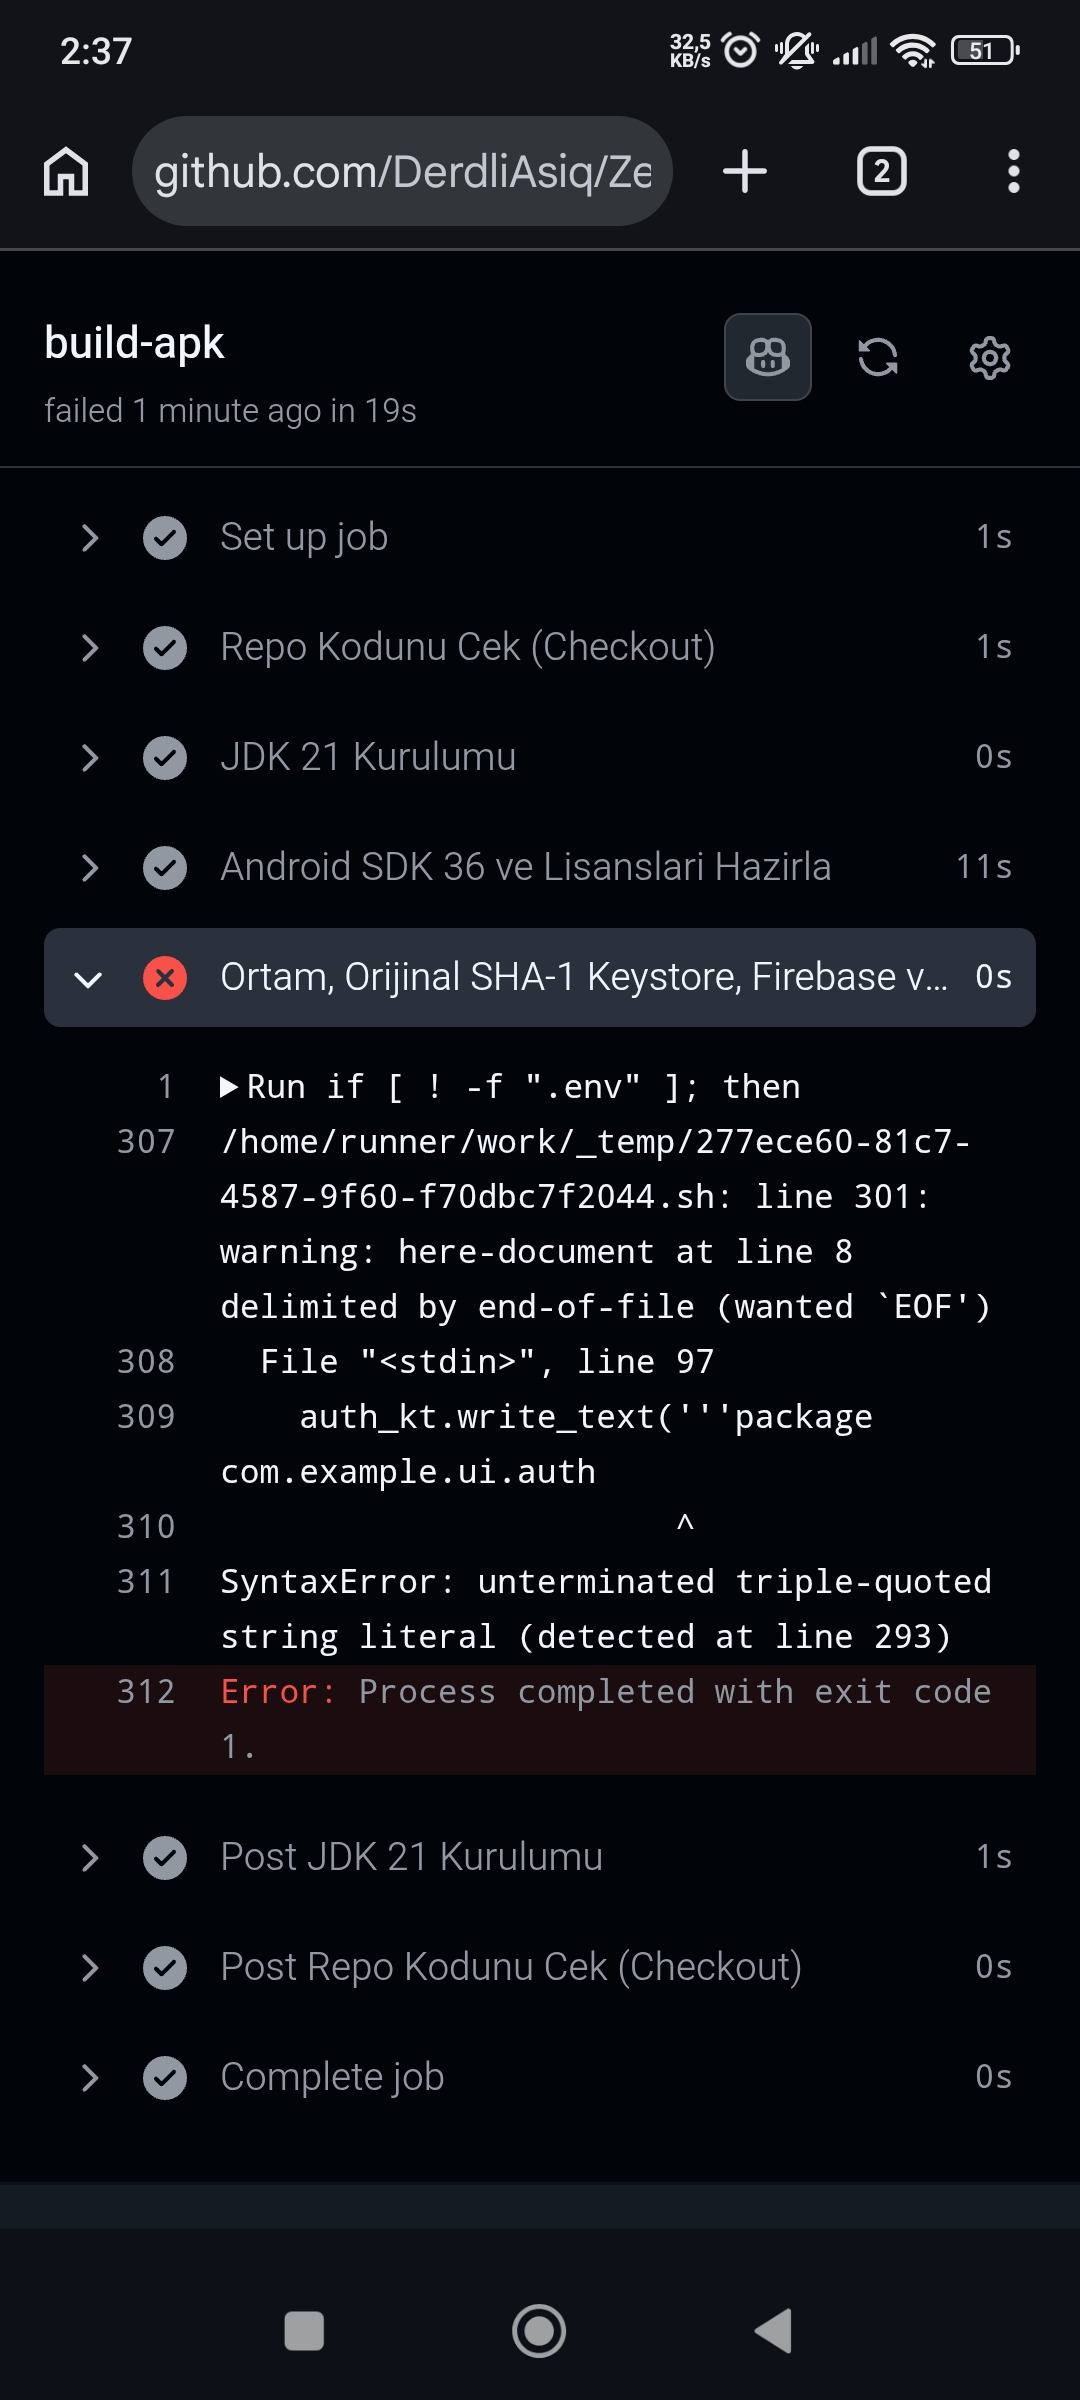 2:37
32,5
KB/s
51
github.com/DerdliAsiq/Ze
2
build-apk
failed 1 minute ago in 19s
Set up job 1s
Repo Kodunu Cek (Checkout) 1s
JDK 21 Kurulumu 0s
Android SDK 36 ve Lisanslari Hazirla 11s
Ortam, Orijinal SHA-1 Keystore, Firebase v... 0s
1 ▶Run if [ ! -f ".env" ]; then
307 /home/runner/work/_temp/277ece60-81c7-
4587-9f60-f70dbc7f2044.sh: line 301:
warning: here-document at line 8
delimited by end-of-file (wanted `EOF')
308 File "<stdin>", line 97
309 auth_kt.write_text('''package
com.example.ui.auth
310 ^
311 SyntaxError: unterminated triple-quoted
string literal (detected at line 293)
312 Error: Process completed with exit code
1.
Post JDK 21 Kurulumu 1s
Post Repo Kodunu Cek (Checkout) 0s
Complete job 0s